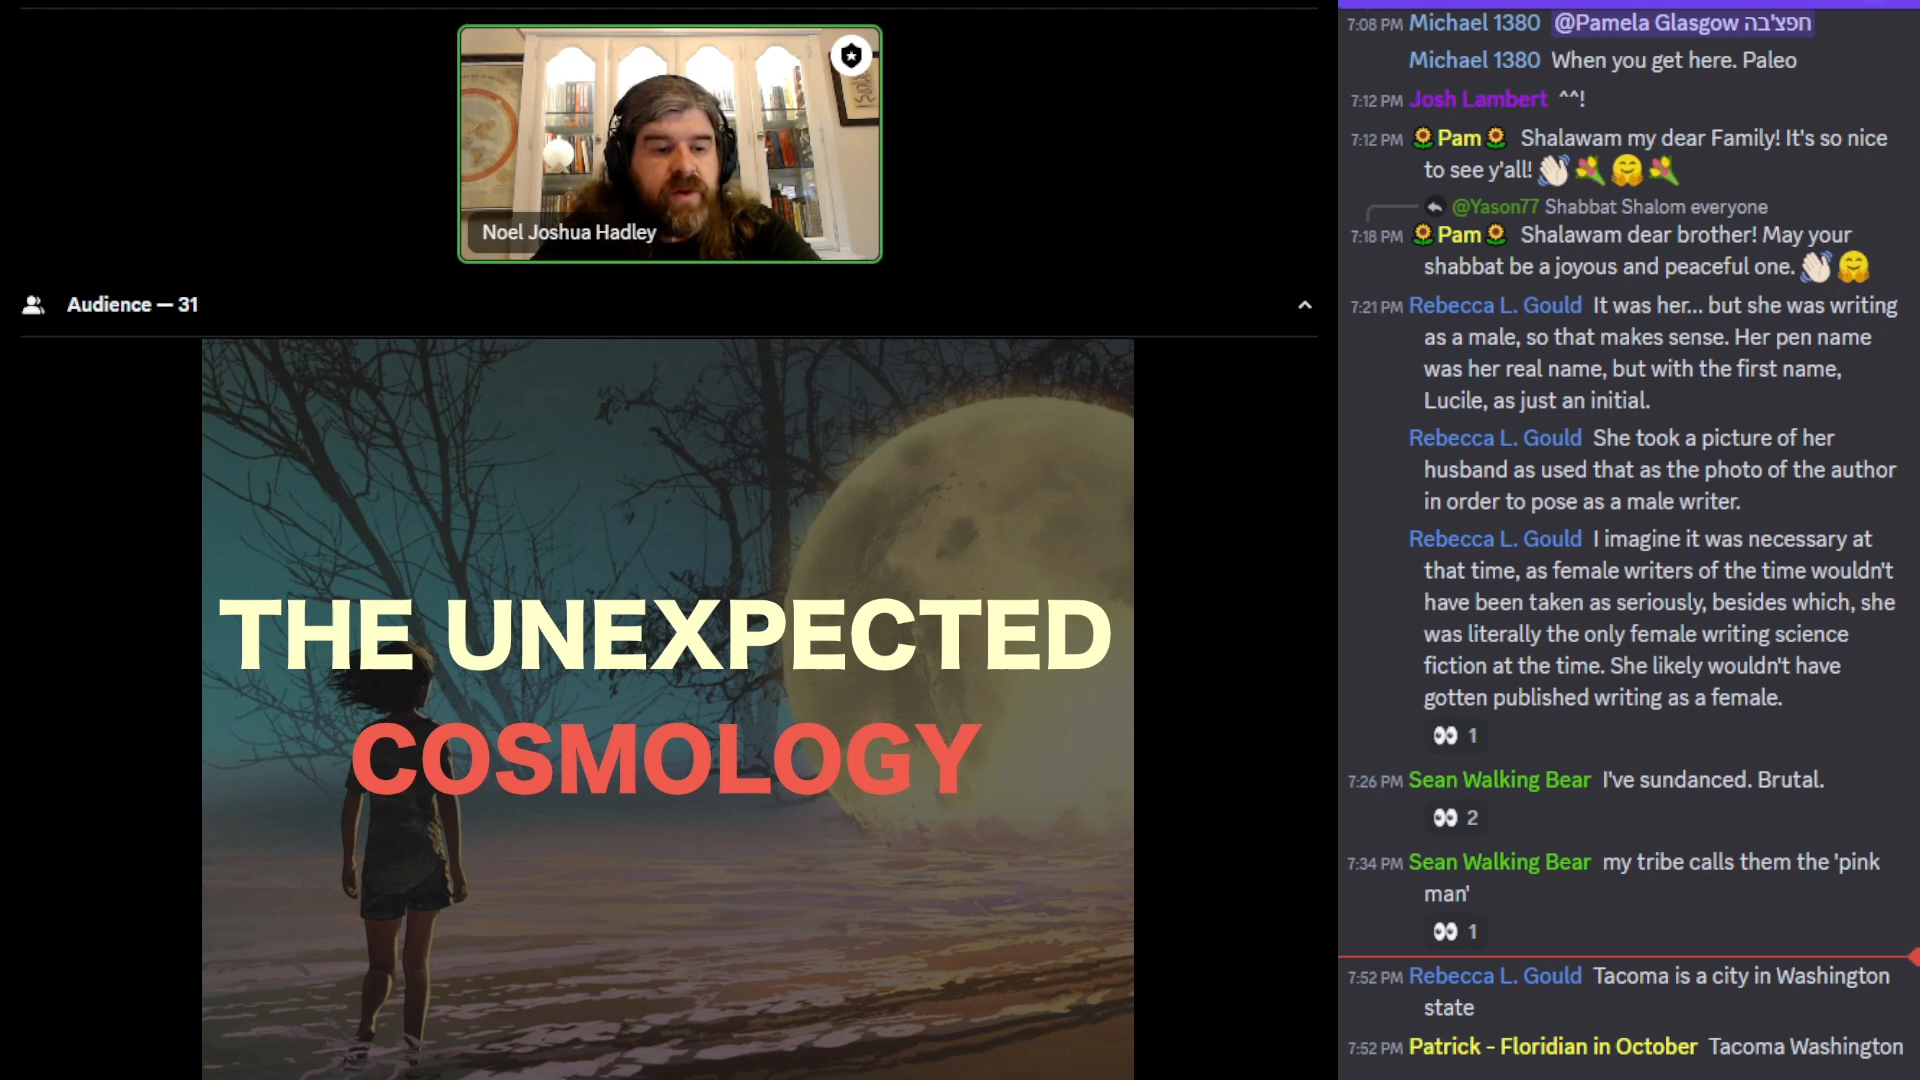 Noel Joshua Hadley
Audience — 31
THE UNEXPECTED
COSMOLOGY
7:08 PM Michael 1380 @Pamela Glasgow חפצ'בה
Michael 1380 When you get here. Paleo
7:12 PM Josh Lambert ^^!
7:12 PM 🌻Pam🌻 Shalawam my dear Family! It's so nice
to see y'all! 👋🏻💐🤗💐
@Yason77 Shabbat Shalom everyone
7:18 PM 🌻Pam🌻 Shalawam dear brother! May your
shabbat be a joyous and peaceful one. 👋🏻🤗
7:21 PM Rebecca L. Gould It was her... but she was writing
as a male, so that makes sense. Her pen name
was her real name, but with the first name,
Lucile, as just an initial.
Rebecca L. Gould She took a picture of her
husband as used that as the photo of the author
in order to pose as a male writer.
Rebecca L. Gould I imagine it was necessary at
that time, as female writers of the time wouldn't
have been taken as seriously, besides which, she
was literally the only female writing science
fiction at the time. She likely wouldn't have
gotten published writing as a female.
👀 1
7:26 PM Sean Walking Bear I've sundanced. Brutal.
👀 2
7:34 PM Sean Walking Bear my tribe calls them the 'pink
man'
👀 1
7:52 PM Rebecca L. Gould Tacoma is a city in Washington
state
7:52 PM Patrick - Floridian in October Tacoma Washington